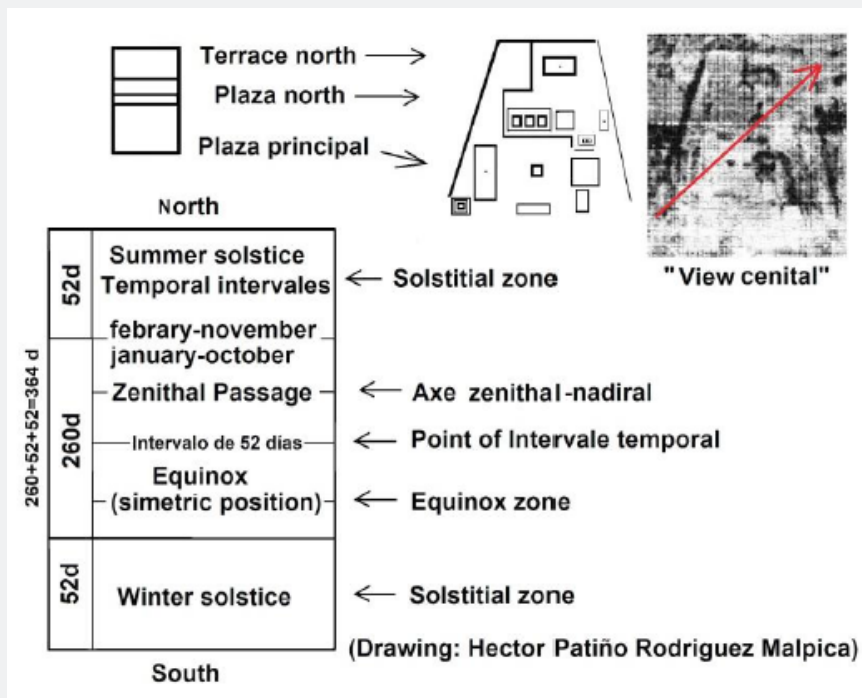 Terrace north
Plaza north
Plaza principal
"View cenital"
North
52d
Summer solstice
Temporal intervales
Solstitial zone
febrary-november
january-october
260+52+52=364 d
260d
Zenithal Passage
Axe zenithal-nadiral
Intervalo de 52 días
Point of Intervale temporal
Equinox
(simetric position)
Equinox zone
52d
Winter solstice
Solstitial zone
(Drawing: Hector Patiño Rodriguez Malpica)
South